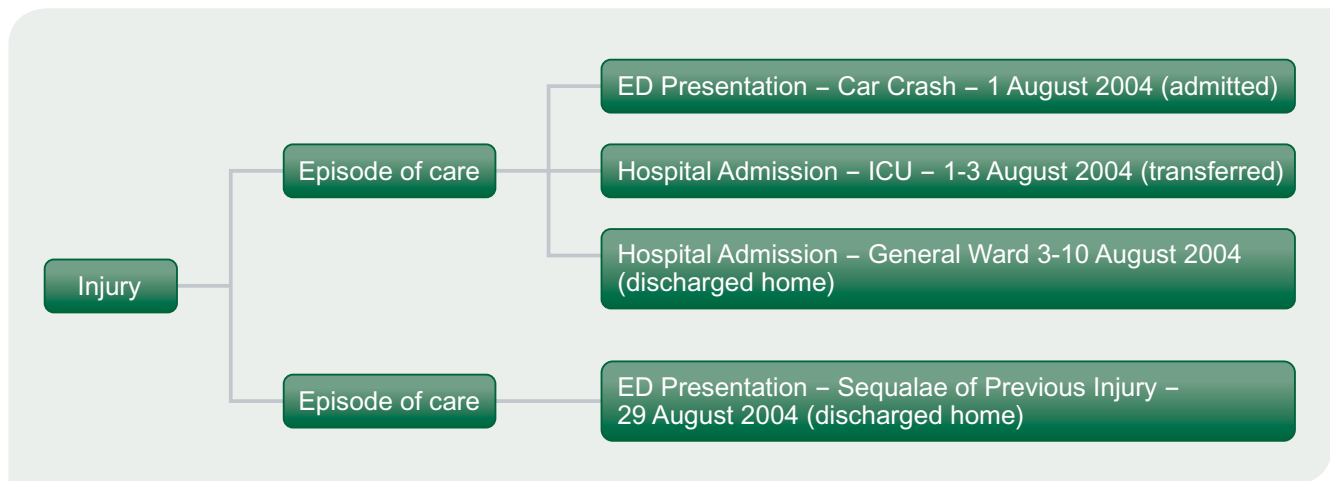 Injury
Episode of care
ED Presentation – Car Crash – 1 August 2004 (admitted)
Hospital Admission – ICU – 1-3 August 2004 (transferred)
Hospital Admission – General Ward 3-10 August 2004
(discharged home)
Episode of care
ED Presentation – Sequalae of Previous Injury –
29 August 2004 (discharged home)